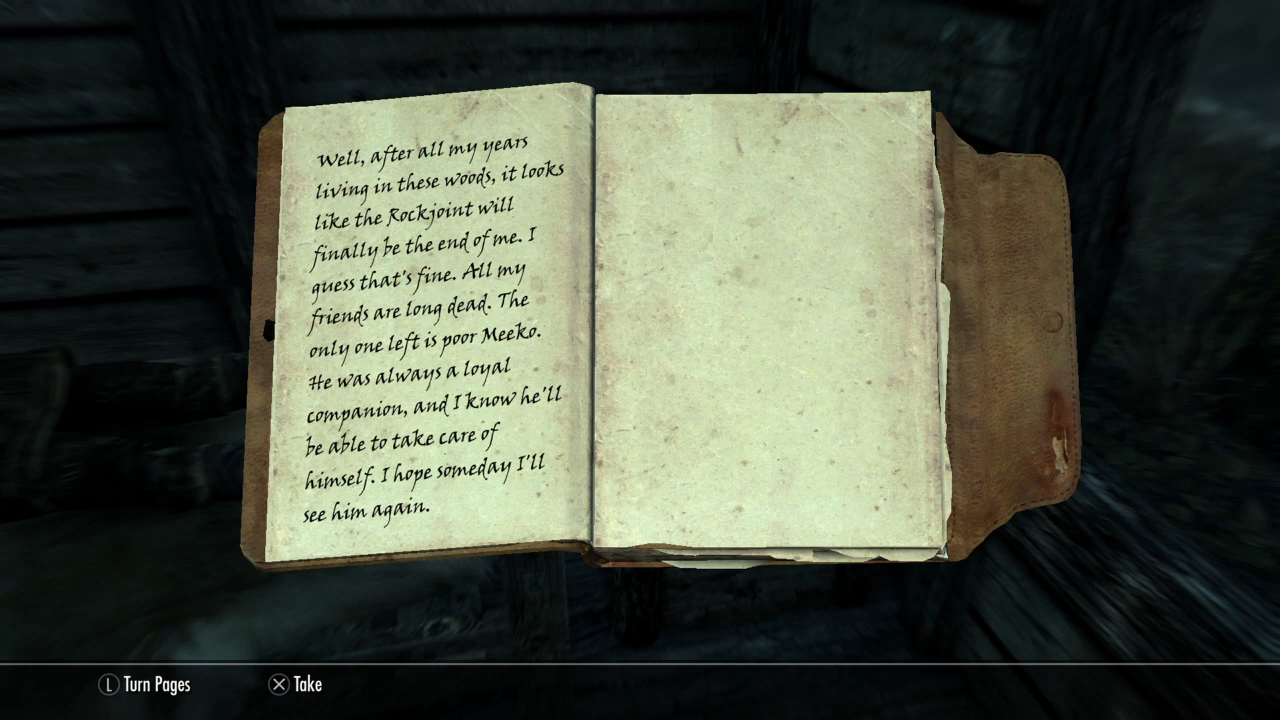 Well, after all my years
living in these woods, it looks
like the Rockjoint will
finally be the end of me. I
guess that's fine. All my
friends are long dead. The
only one left is poor Meeko.
He was always a loyal
companion, and I know he'll
be able to take care of
himself. I hope someday I'll
see him again.
L Turn Pages
X Take